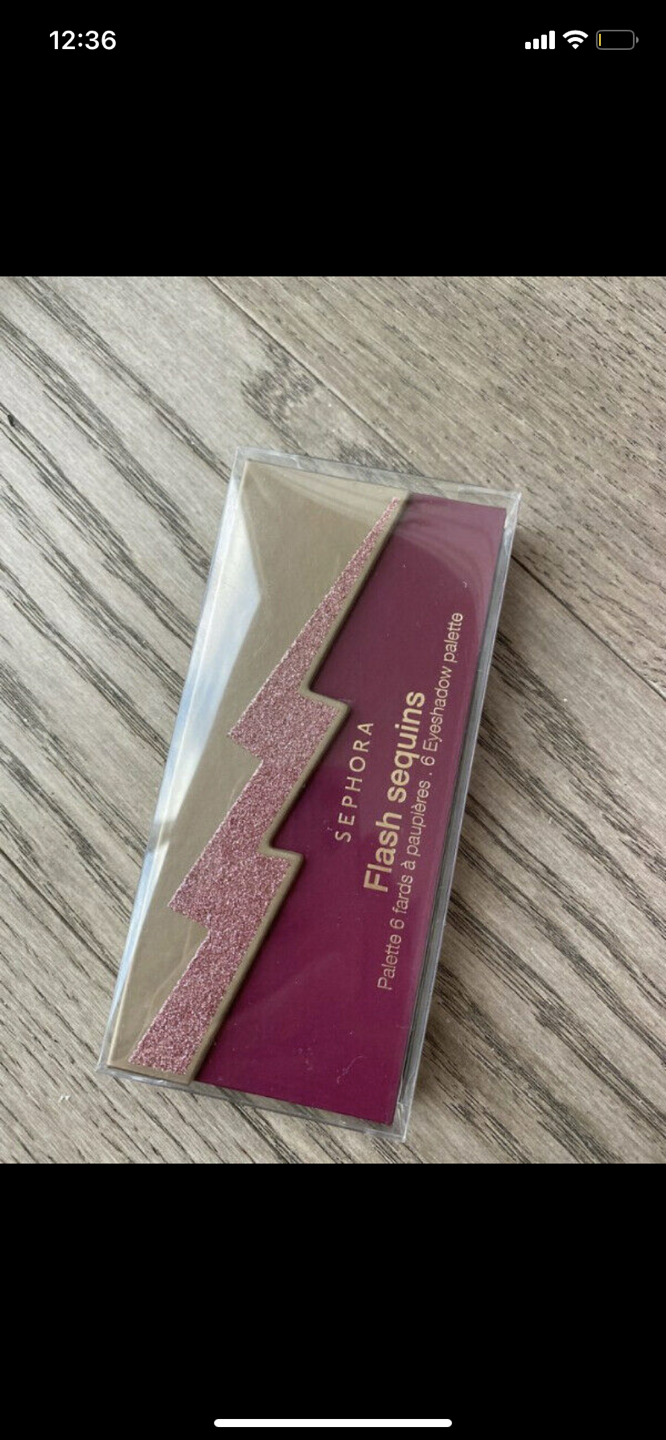 12:36
SEPHORA
Flash sequins
Palette 6 fards à paupières . 6 Eyeshadow palette